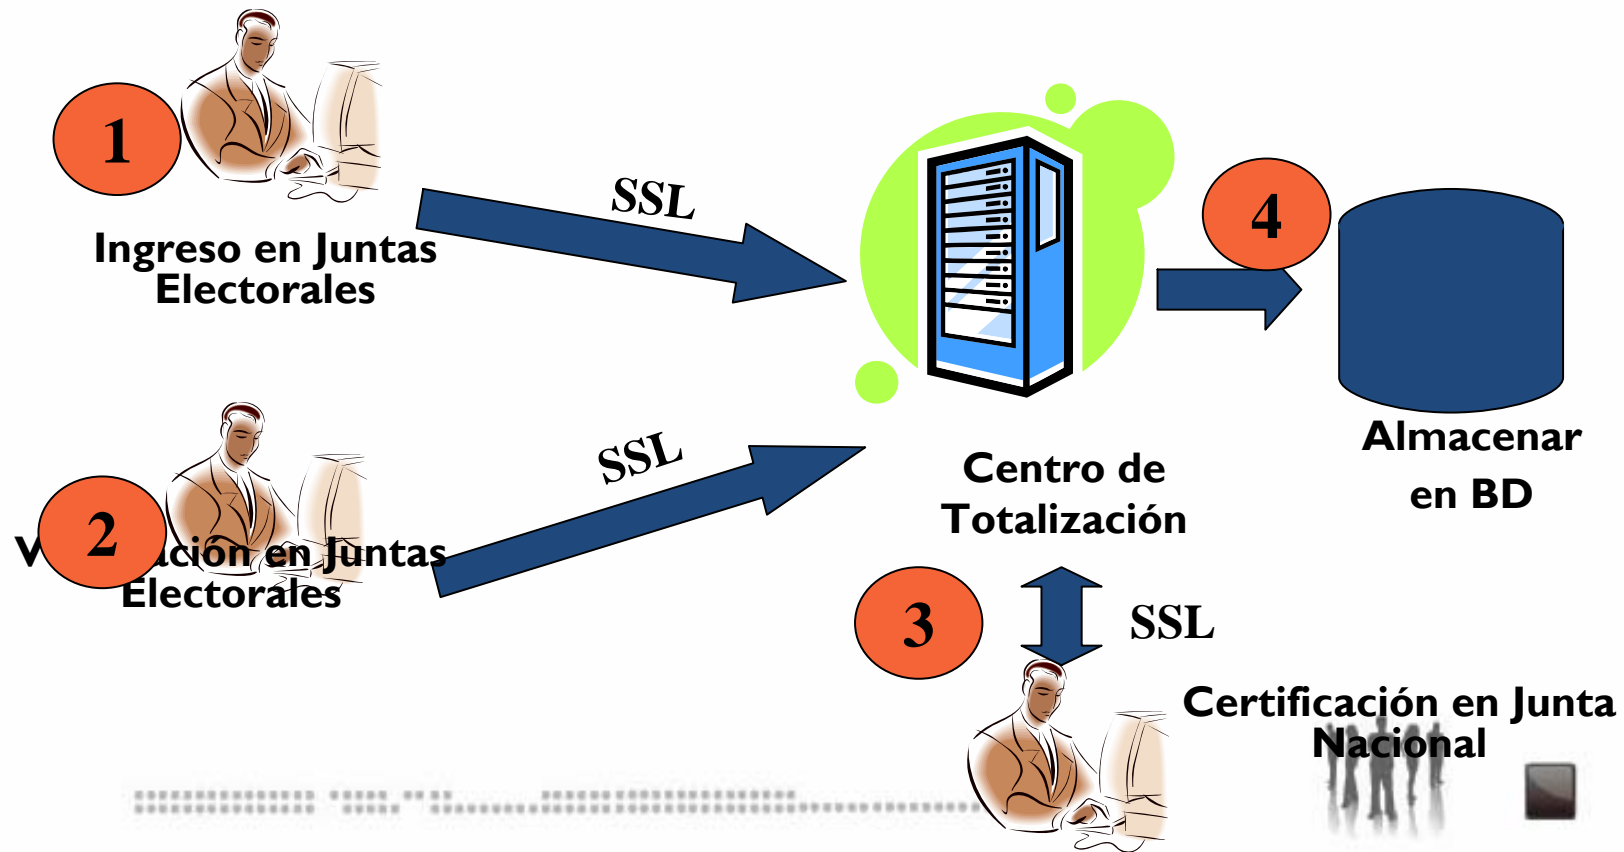 1
SSL
Ingreso en Juntas
Electorales
4
Almacenar
en BD
2
SSL
en Juntas
Electorales
Centro de
Totalización
3
SSL
Certificación en Junta
Nacional